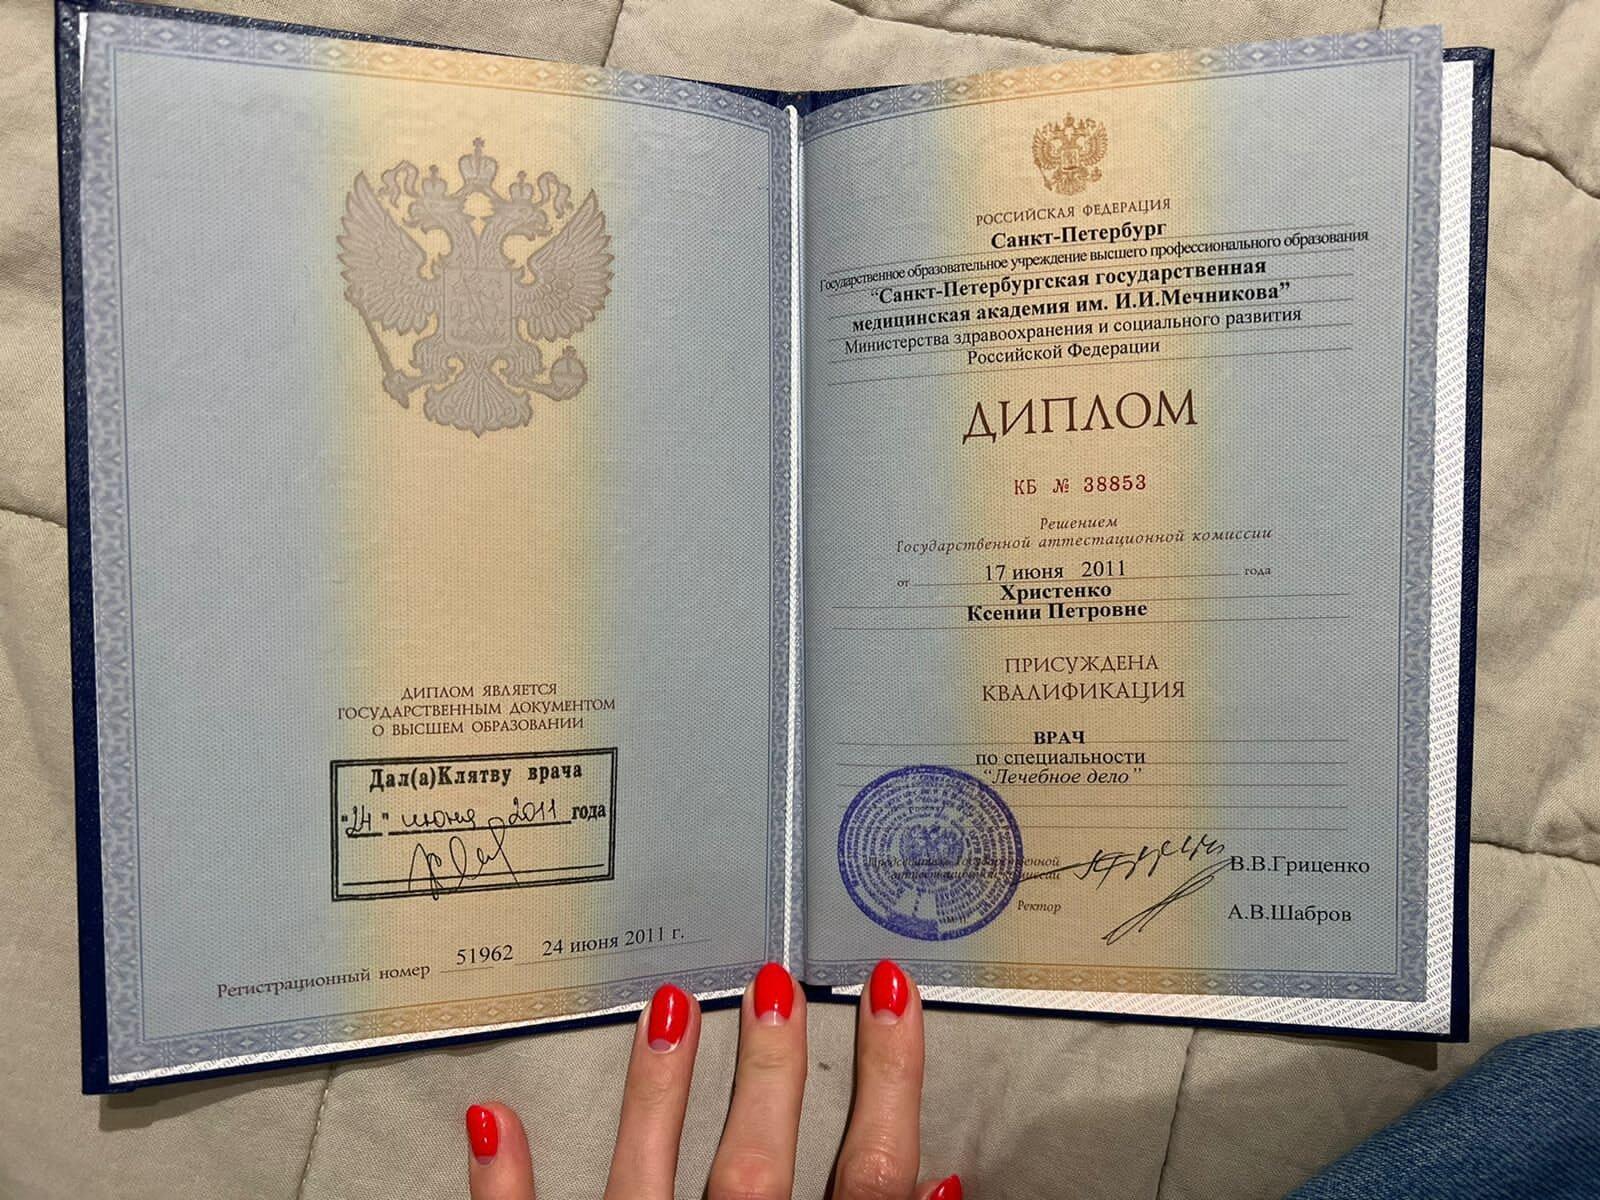 ДИПЛОМ ЯВЛЯЕТСЯ
ГОСУДАРСТВЕННЫМ ДОКУМЕНТОМ
О ВЫСШЕМ ОБРАЗОВАНИИ
Дал(а)Клятву врача
"24" июня 2011 года
Регистрационный номер 51962 24 июня 2011 г.
РОССИЙСКАЯ ФЕДЕРАЦИЯ
Санкт-Петербург
Государственное образовательное учреждение высшего профессионального образования
"Санкт-Петербургская государственная
медицинская академия им. И.И.Мечникова"
Министерства здравоохранения и социального развития
Российской Федерации
ДИПЛОМ
КБ № 38853
Решением
Государственной аттестационной комиссии
от 17 июня 2011 года
Христенко
Ксении Петровне
ПРИСУЖДЕНА
КВАЛИФИКАЦИЯ
ВРАЧ
по специальности
"Лечебное дело"
Председатель Государственной
аттестационной комиссии
В.В.Гриценко
Ректор
А.В.Шабров